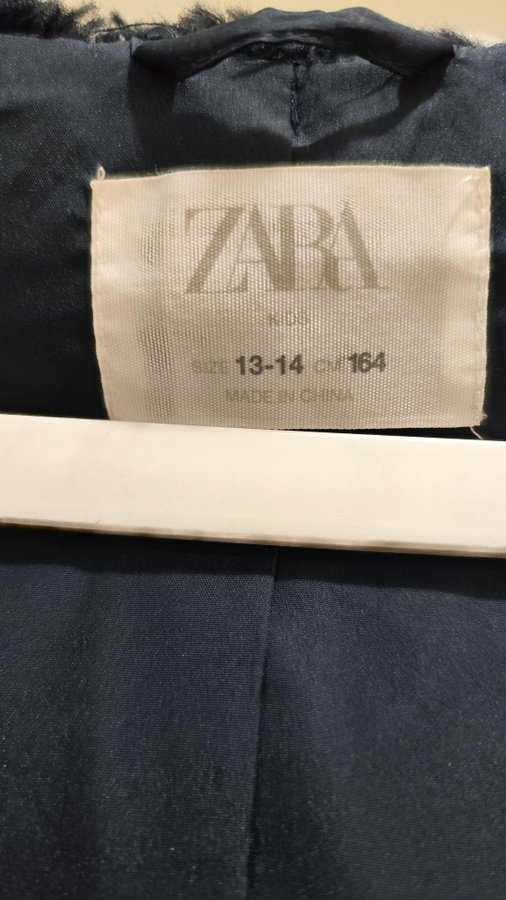 ZARA
KIDS
SIZE 13-14 CM 164
MADE IN CHINA